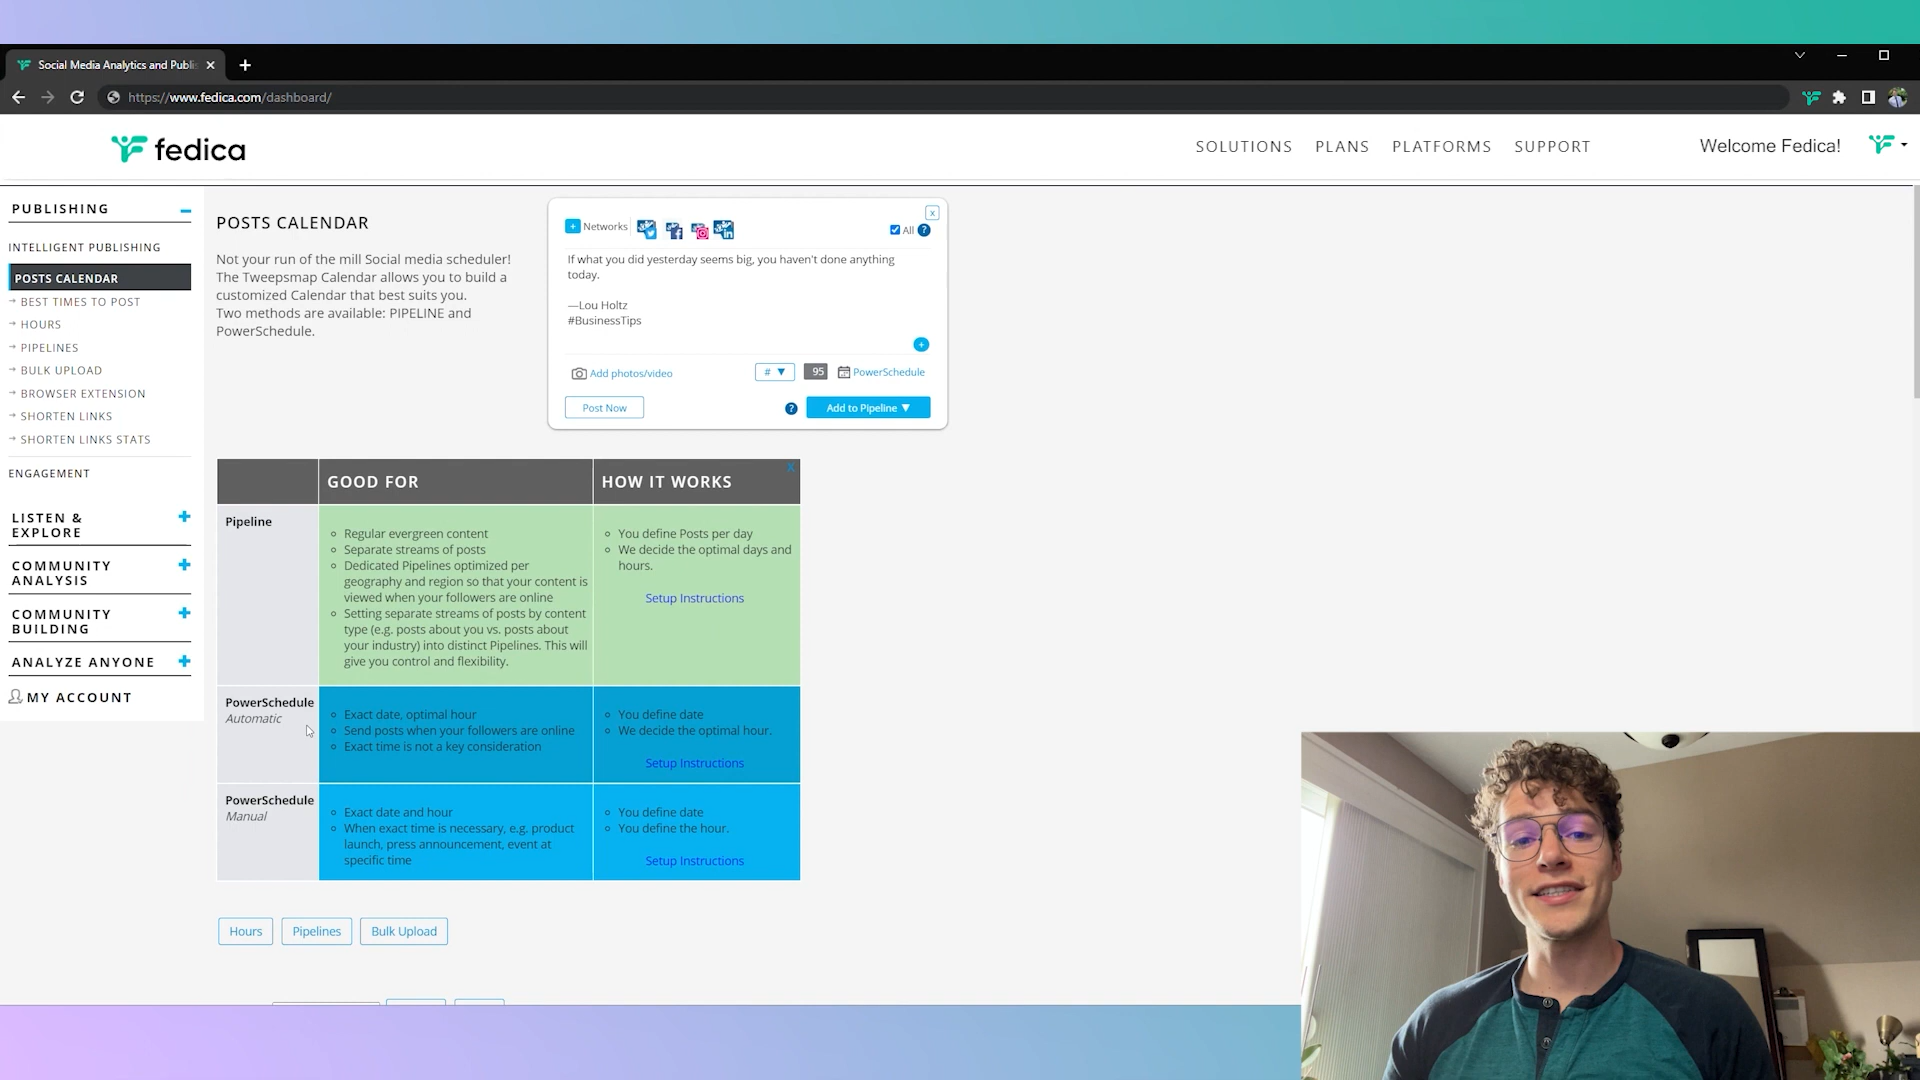 Social Media Analytics and Publis
https://www.fedica.com/dashboard/
fedica
SOLUTIONS
PLANS
PLATFORMS
SUPPORT
Welcome Fedica!
PUBLISHING
INTELLIGENT PUBLISHING
POSTS CALENDAR
BEST TIMES TO POST
HOURS
PIPELINES
BULK UPLOAD
BROWSER EXTENSION
SHORTEN LINKS
SHORTEN LINKS STATS
ENGAGEMENT
LISTEN &
EXPLORE
COMMUNITY
ANALYSIS
COMMUNITY
BUILDING
ANALYZE ANYONE
MY ACCOUNT
POSTS CALENDAR
Not your run of the mill Social media scheduler!
The Tweepsmap Calendar allows you to build a
customized Calendar that best suits you.
Two methods are available: PIPELINE and
PowerSchedule.
x
+ Networks
All ?
If what you did yesterday seems big, you haven't done anything
today.
—Lou Holtz
#BusinessTips
+
Add photos/video
# ▼
95
PowerSchedule
Post Now
?
Add to Pipeline ▼
X
GOOD FOR
HOW IT WORKS
Pipeline
Regular evergreen content
Separate streams of posts
Dedicated Pipelines optimized per
geography and region so that your content is
viewed when your followers are online
Setting separate streams of posts by content
type (e.g. posts about you vs. posts about
your industry) into distinct Pipelines. This will
give you control and flexibility.
You define Posts per day
We decide the optimal days and
hours.
Setup Instructions
PowerSchedule
Automatic
Exact date, optimal hour
Send posts when your followers are online
Exact time is not a key consideration
You define date
We decide the optimal hour.
Setup Instructions
PowerSchedule
Manual
Exact date and hour
When exact time is necessary, e.g. product
launch, press announcement, event at
specific time
You define date
You define the hour.
Setup Instructions
Hours
Pipelines
Bulk Upload